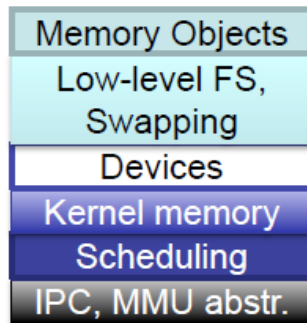 Memory Objects
Low-level FS,
Swapping
Devices
Kernel memory
Scheduling
IPC, MMU abstr.